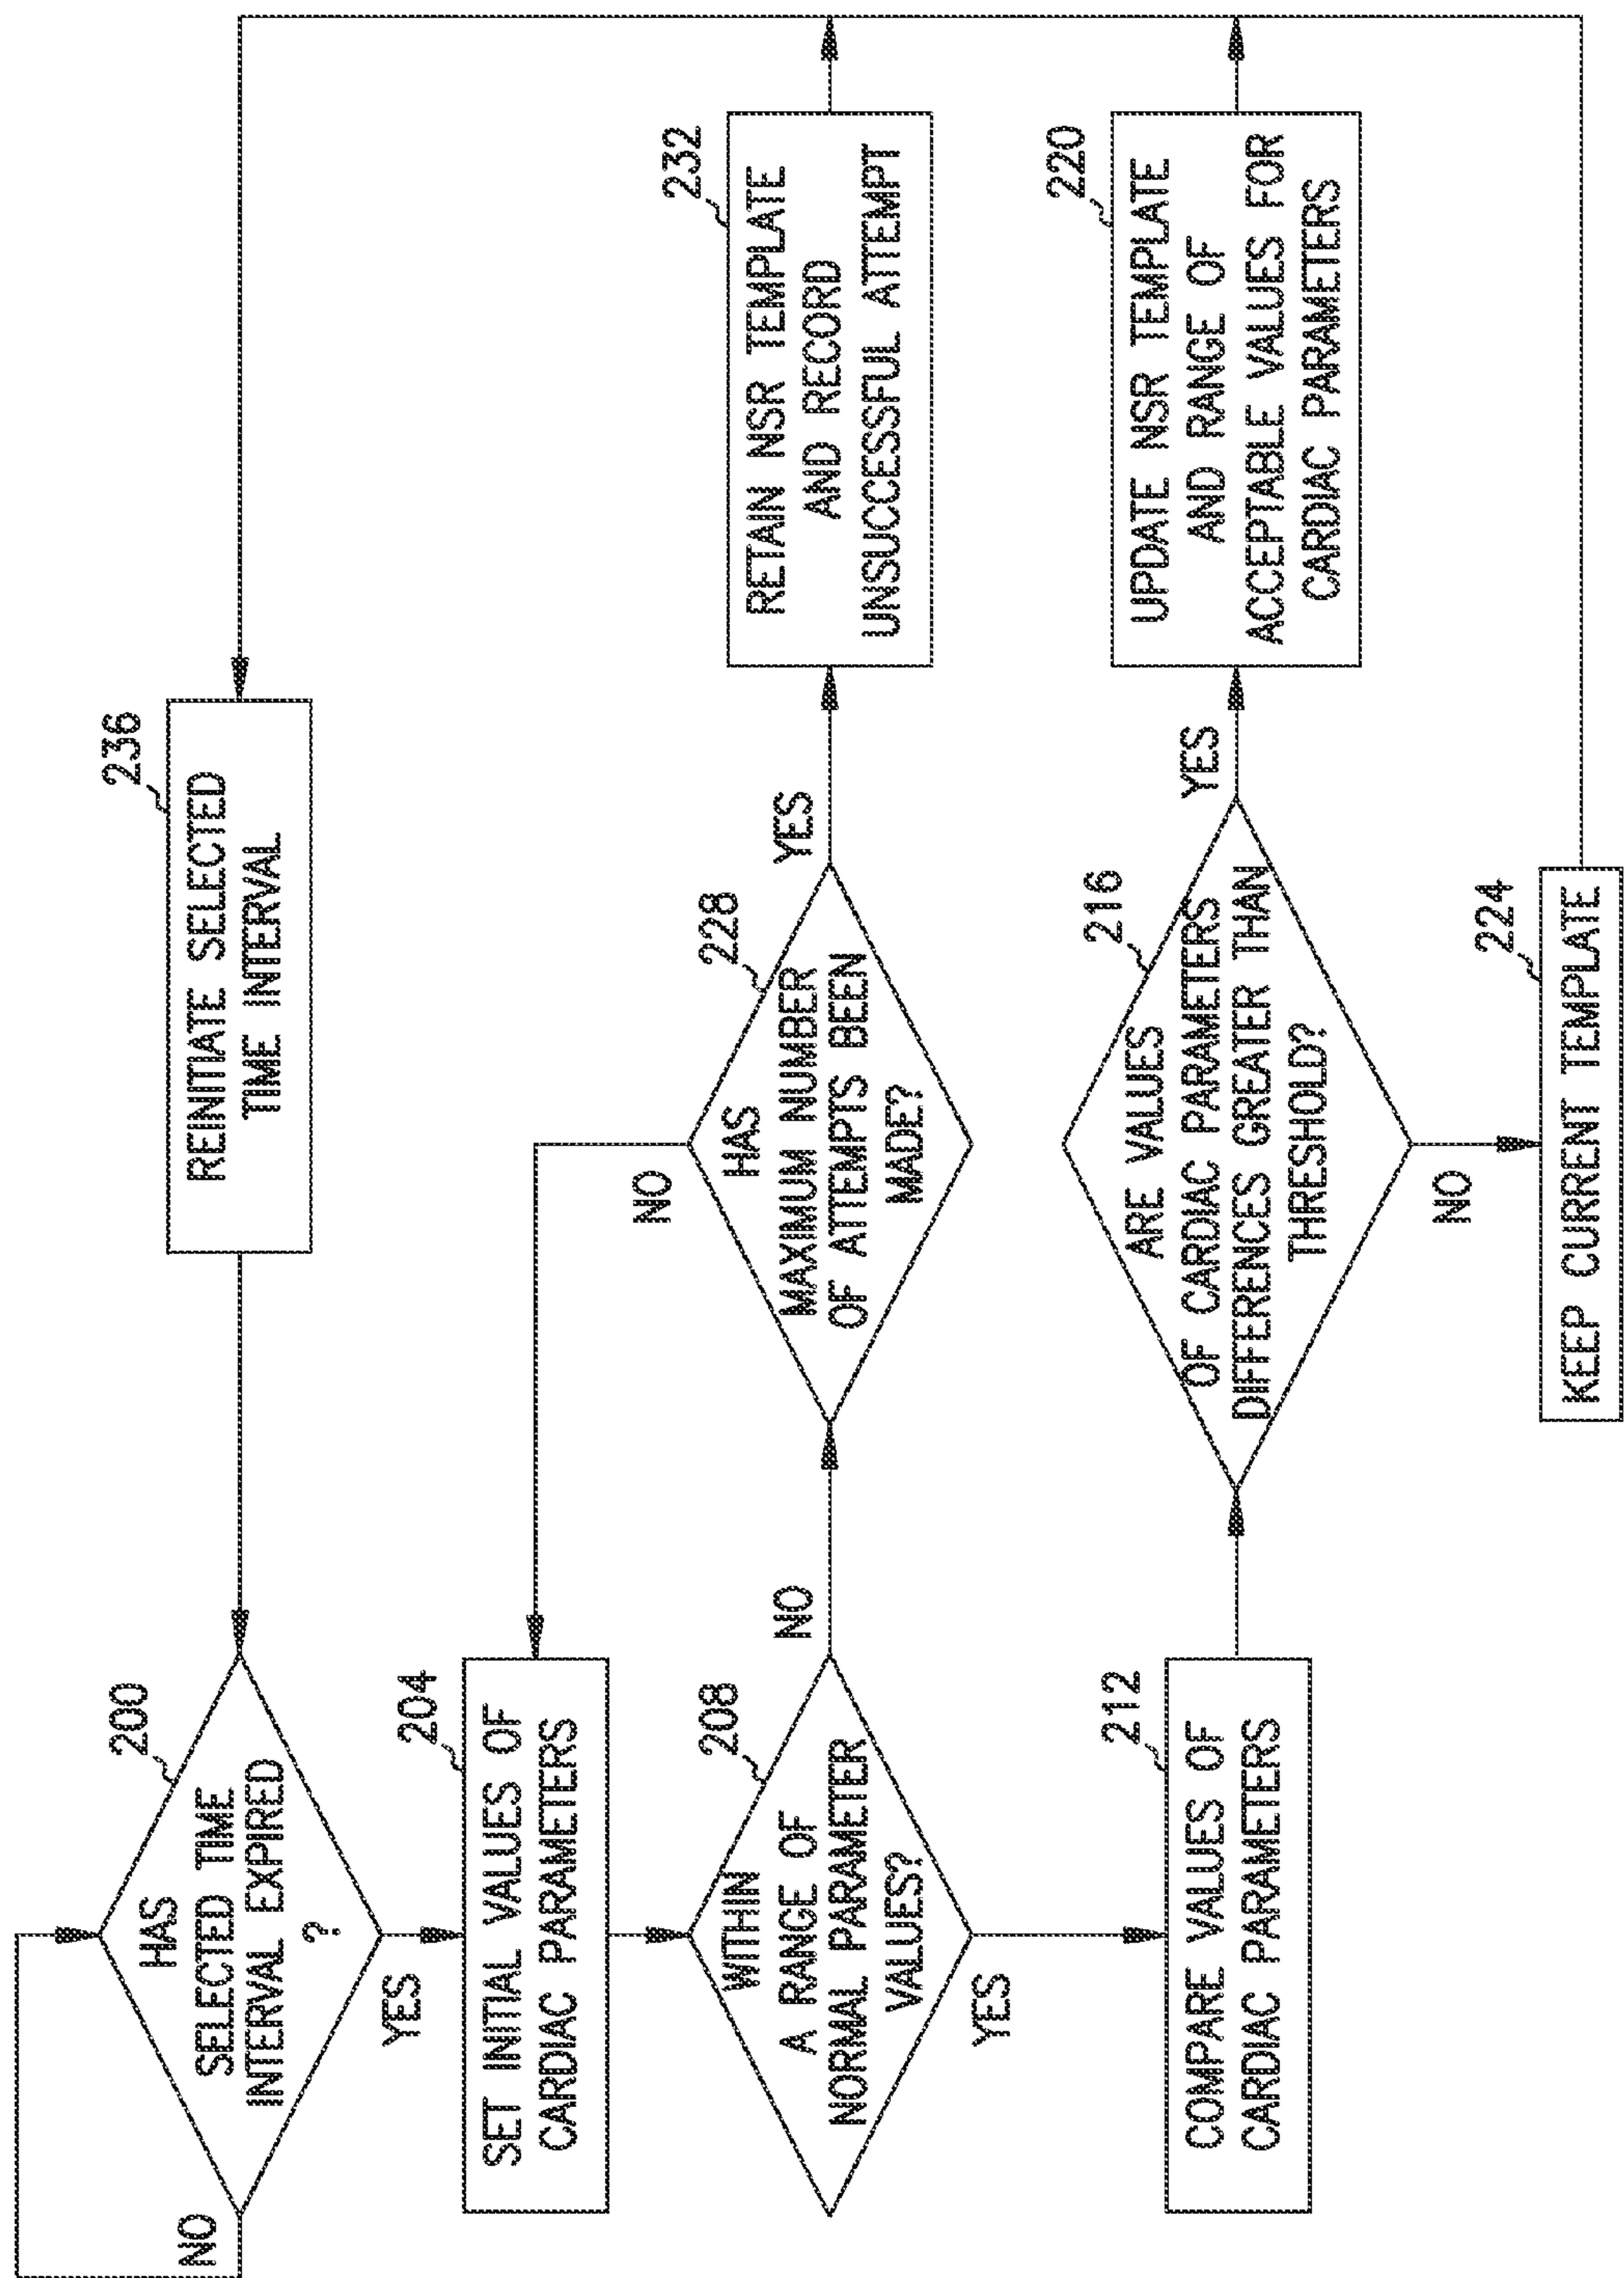 200
HAS
SELECTED TIME
INTERVAL EXPIRED
?
NO
YES
236
REINITIATE SELECTED
TIME INTERVAL
204
SET INITIAL VALUES OF
CARDIAC PARAMETERS
208
WITHIN
A RANGE OF
NORMAL PARAMETER
VALUES?
NO
YES
228
HAS
MAXIMUM NUMBER
OF ATTEMPTS BEEN
MADE?
NO
YES
232
RETAIN NSR TEMPLATE
AND RECORD
UNSUCCESSFUL ATTEMPT
212
COMPARE VALUES OF
CARDIAC PARAMETERS
216
ARE VALUES
OF CARDIAC PARAMETERS
DIFFERENCES GREATER THAN
THRESHOLD?
YES
NO
220
UPDATE NSR TEMPLATE
AND RANGE OF
ACCEPTABLE VALUES FOR
CARDIAC PARAMETERS
224
KEEP CURRENT TEMPLATE